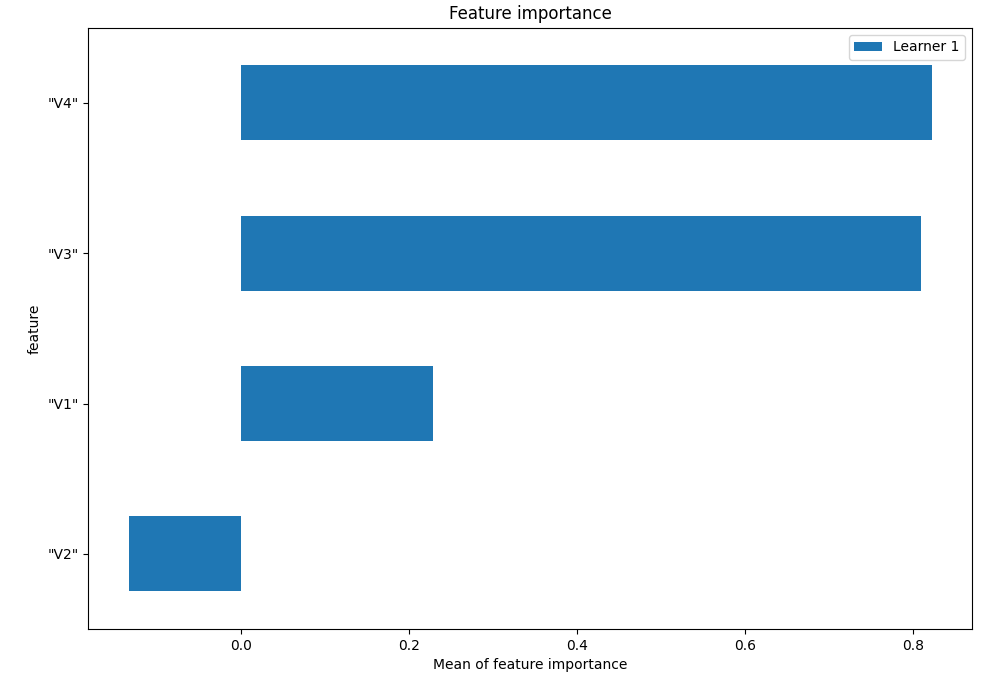 Feature importance
Learner 1
"V4"
"V3"
"V1"
"V2"
feature
0.0 0.2 0.4 0.6 0.8
Mean of feature importance